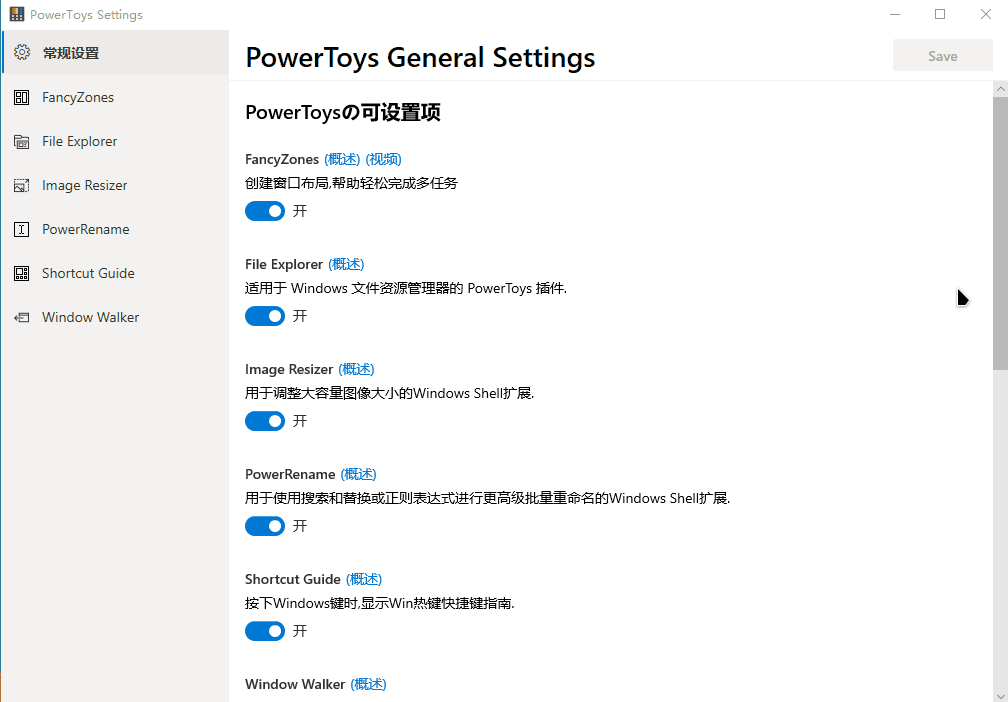 PowerToys Settings
常规设置
FancyZones
File Explorer
Image Resizer
PowerRename
Shortcut Guide
Window Walker
PowerToys General Settings
Save
PowerToysの可设置项
FancyZones (概述) (视频)
创建窗口布局,帮助轻松完成多任务
开
File Explorer (概述)
适用于 Windows 文件资源管理器的 PowerToys 插件.
开
Image Resizer (概述)
用于调整大容量图像大小的Windows Shell扩展.
开
PowerRename (概述)
用于使用搜索和替换或正则表达式进行更高级批量重命名的Windows Shell扩展.
开
Shortcut Guide (概述)
按下Windows键时,显示Win热键快捷键指南.
开
Window Walker (概述)